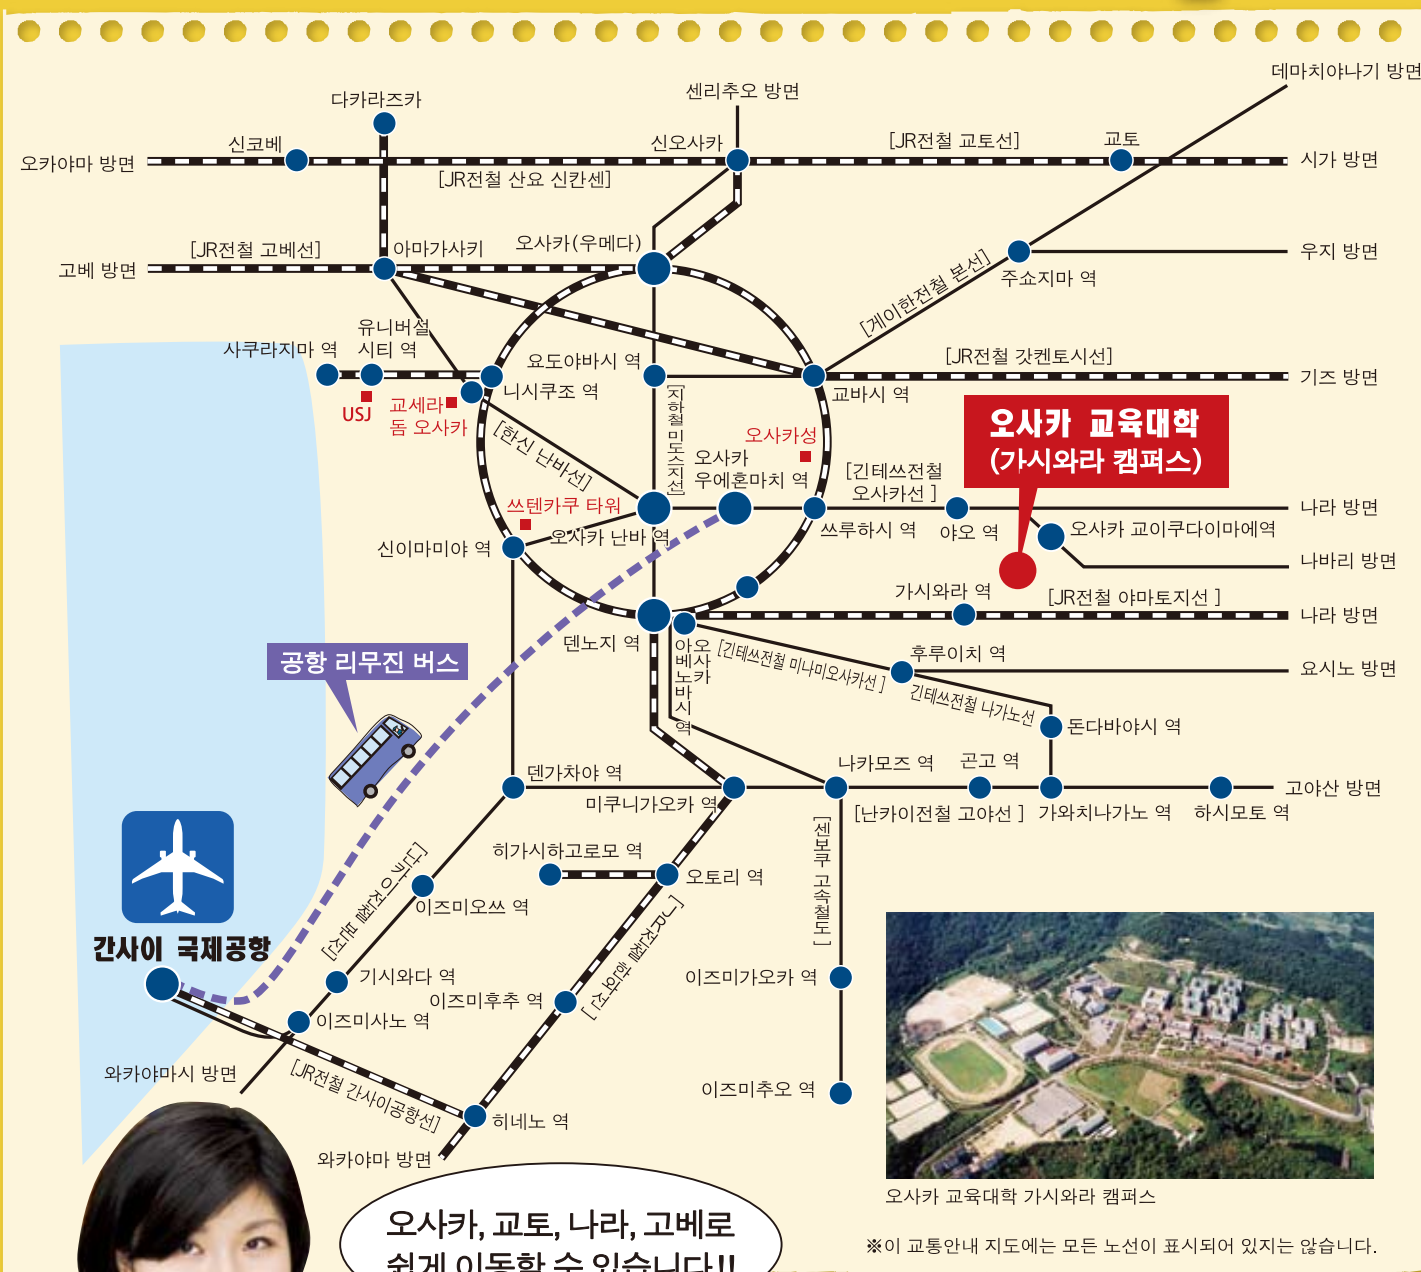 데마치야나기 방면
센리추오 방면
다카라즈카
신코베
신오사카
[JR전철 교토선]
교토
오카야마 방면
시가 방면
[JR전철 산요 신칸센]
[JR전철 고베선]
아마가사키
오사카(우메다)
고베 방면
우지 방면
주쇼지마 역
[게이한전철 본선]
유니버설
시티 역
사쿠라지마 역
요도야바시 역
[JR전철 갓켄토시선]
기즈 방면
니시쿠조 역
교바시 역
USJ
교세라
돔 오사카
[지하철 미도스지선]
오사카성
오사카 교육대학
(가시와라 캠퍼스)
[한신 난바선]
오사카
우에혼마치 역
[긴테쓰전철
오사카선 ]
쓰텐카쿠 타워
나라 방면
오사카 난바 역
쓰루하시 역
야오 역
오사카 교이쿠다이마에역
신이마미야 역
나바리 방면
가시와라 역
[JR전철 야마토지선 ]
나라 방면
덴노지 역
오사카
아베노바시 역
[긴테쓰전철 미나미오사카선 ]
후루이치 역
요시노 방면
공항 리무진 버스
긴테쓰전철 나가노선
돈다바야시 역
덴가차야 역
나카모즈 역
곤고 역
고야산 방면
미쿠니가오카 역
[난카이전철 고야선 ]
가와치나가노 역
하시모토 역
[센보쿠 고속철도]
히가시하고로모 역
오토리 역
[난카이전철 본선]
이즈미오쓰 역
[JR전철 한와선]
간사이 국제공항
기시와다 역
이즈미후추 역
이즈미가오카 역
이즈미사노 역
와카야마시 방면
[JR전철 간사이공항선]
이즈미추오 역
히네노 역
와카야마 방면
오사카 교육대학 가시와라 캠퍼스
오사카, 교토, 나라, 고베로
쉽게 이동할 수 있습니다!!
※이 교통안내 지도에는 모든 노선이 표시되어 있지는 않습니다.